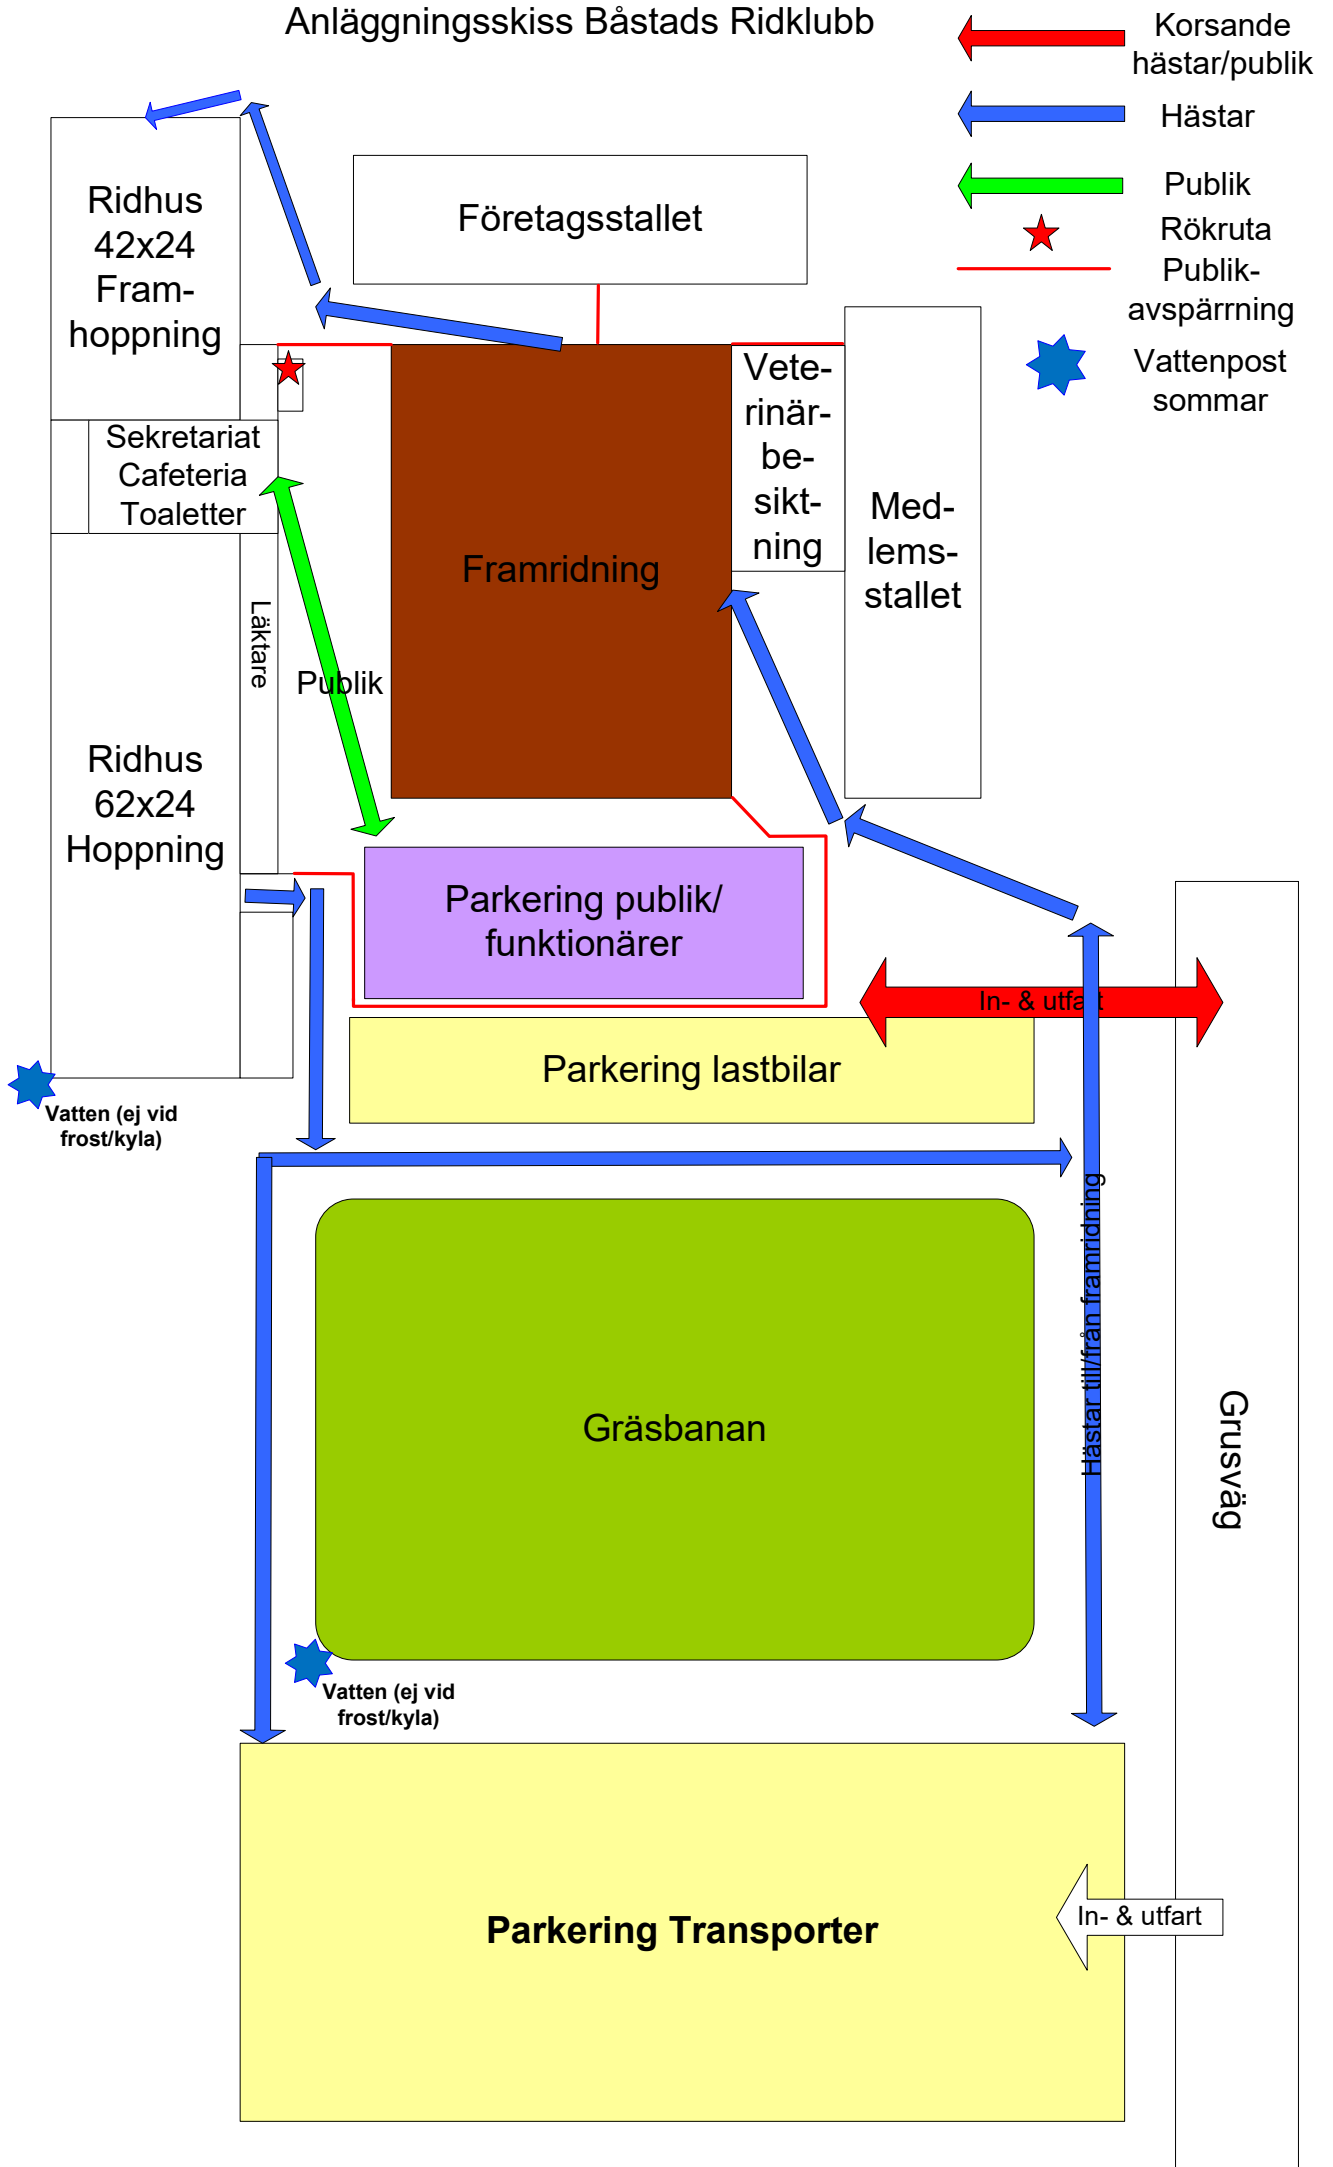 Anläggningsskiss Båstads Ridklubb
Korsande
hästar/publik
Hästar
Publik
Rökruta
Publik-
avspärrning
Vattenpost
sommar
Ridhus
42x24
Fram-
hoppning
Företagsstallet
Sekretariat
Cafeteria
Toaletter
Framridning
Vete-
rinär-
be-
sikt-
ning
Med-
lems-
stallet
Läktare
Publik
Ridhus
62x24
Hoppning
Parkering publik/
funktionärer
In- & utfart
Parkering lastbilar
Vatten (ej vid
frost/kyla)
Hästar till/från framridning
Gräsbanan
Grusväg
Vatten (ej vid
frost/kyla)
Parkering Transporter
In- & utfart